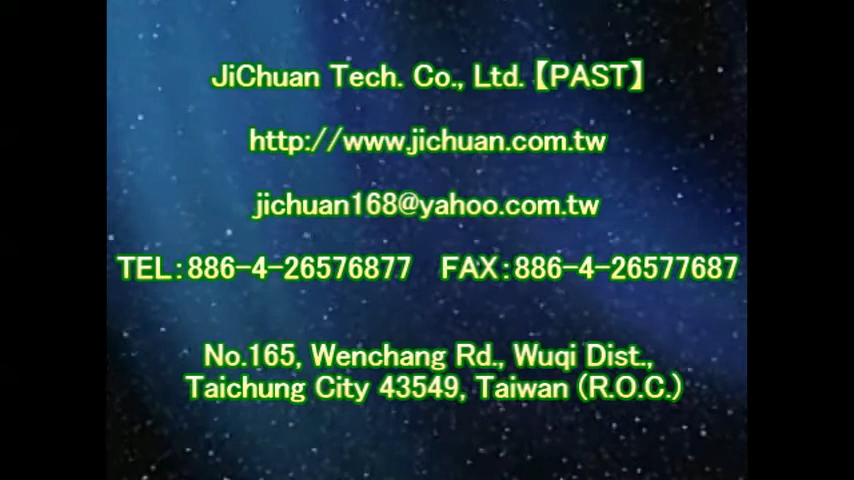 JiChuan Tech. Co., Ltd.【PAST】
http://www.jichuan.com.tw
jichuan168@yahoo.com.tw
TEL:886-4-26576877 FAX:886-4-26577687
No.165, Wenchang Rd., Wuqi Dist.,
Taichung City 43549, Taiwan (R.O.C.)